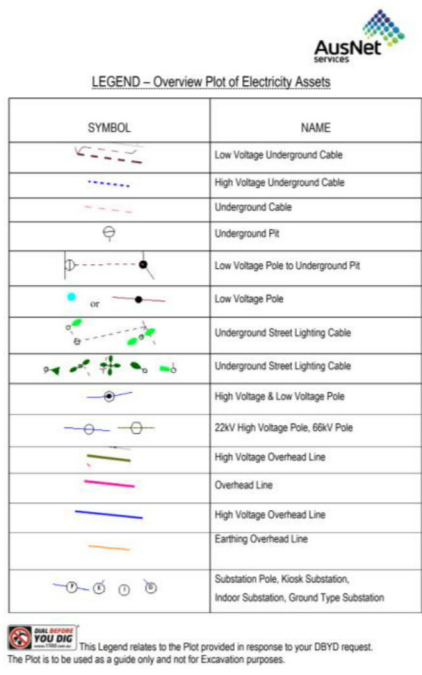 AusNet
services
LEGEND – Overview Plot of Electricity Assets
SYMBOL NAME
Low Voltage Underground Cable
High Voltage Underground Cable
Underground Cable
Underground Pit
Low Voltage Pole to Underground Pit
or Low Voltage Pole
Underground Street Lighting Cable
Underground Street Lighting Cable
High Voltage & Low Voltage Pole
22kV High Voltage Pole, 66kV Pole
High Voltage Overhead Line
Overhead Line
High Voltage Overhead Line
Earthing Overhead Line
Substation Pole, Kiosk Substation,
P K I G
Indoor Substation, Ground Type Substation
DIAL BEFORE
YOU DIG
This Legend relates to the Plot provided in response to your DBYD request.
The Plot is to be used as a guide only and not for Excavation purposes.